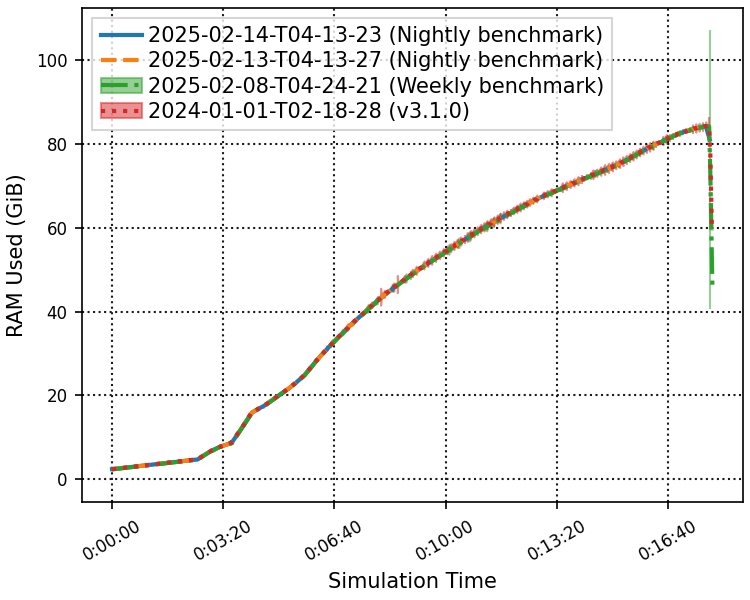 2025-02-14-T04-13-23 (Nightly benchmark)
2025-02-13-T04-13-27 (Nightly benchmark)
2025-02-08-T04-24-21 (Weekly benchmark)
2024-01-01-T02-18-28 (v3.1.0)
RAM Used (GiB)
100
80
60
40
20
0
0:00:00
0:03:20
0:06:40
0:10:00
0:13:20
0:16:40
Simulation Time